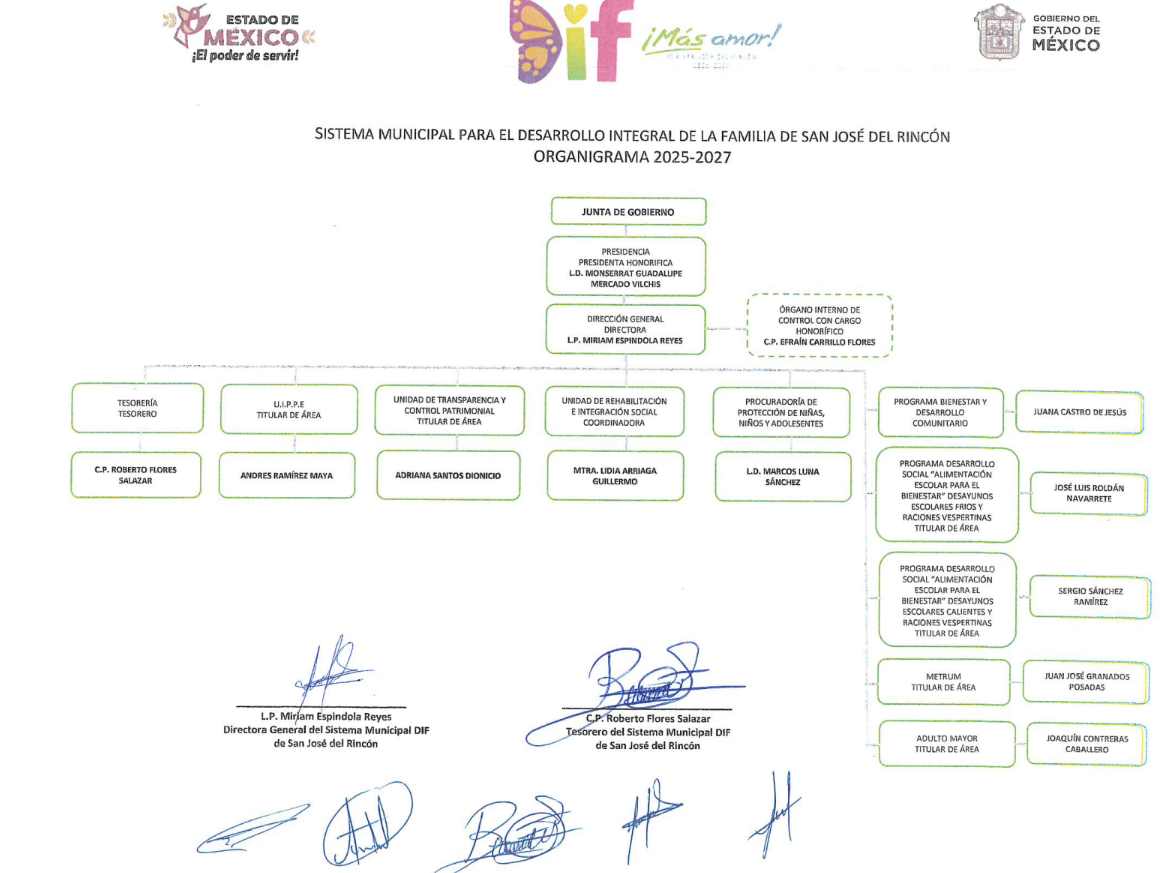 ESTADO DE
MÉXICO
¡El poder de servir!
Dif
¡Más amor!
GOBIERNO DEL
ESTADO DE
MÉXICO
SISTEMA MUNICIPAL PARA EL DESARROLLO INTEGRAL DE LA FAMILIA DE SAN JOSÉ DEL RINCÓN
ORGANIGRAMA 2025-2027
JUNTA DE GOBIERNO
PRESIDENCIA
PRESIDENTA HONORIFICA
L.D. MONSERRAT GUADALUPE
MERCADO VILCHIS
DIRECCIÓN GENERAL
DIRECTORA
L.P. MIRIAM ESPINDOLA REYES
ÓRGANO INTERNO DE
CONTROL CON CARGO
HONORÍFICO
C.P. EFRAÍN CARRILLO FLORES
TESORERÍA
TESORERO
C.P. ROBERTO FLORES
SALAZAR
U.I.P.P.E
TITULAR DE ÁREA
ANDRES RAMÍREZ MAYA
UNIDAD DE TRANSPARENCIA Y
CONTROL PATRIMONIAL
TITULAR DE ÁREA
ADRIANA SANTOS DIONICIO
UNIDAD DE REHABILITACIÓN
E INTEGRACIÓN SOCIAL
COORDINADORA
MTRA. LIDIA ARRIAGA
GUILLERMO
PROCURADORÍA DE
PROTECCIÓN DE NIÑAS,
NIÑOS Y ADOLESENTES
L.D. MARCOS LUNA
SÁNCHEZ
PROGRAMA BIENESTAR Y
DESARROLLO
COMUNITARIO
JUANA CASTRO DE JESÚS
PROGRAMA DESARROLLO
SOCIAL "ALIMENTACIÓN
ESCOLAR PARA EL
BIENESTAR" DESAYUNOS
ESCOLARES FRIOS Y
RACIONES VESPERTINAS
TITULAR DE ÁREA
JOSÉ LUIS ROLDÁN
NAVARRETE
PROGRAMA DESARROLLO
SOCIAL "ALIMENTACIÓN
ESCOLAR PARA EL
BIENESTAR" DESAYUNOS
ESCOLARES CALIENTES Y
RACIONES VESPERTINAS
TITULAR DE ÁREA
SERGIO SÁNCHEZ
RAMÍREZ
METRUM
TITULAR DE ÁREA
JUAN JOSÉ GRANADOS
POSADAS
ADULTO MAYOR
TITULAR DE ÁREA
JOAQUÍN CONTRERAS
CABALLERO
L.P. Miriam Espindola Reyes
Directora General del Sistema Municipal DIF
de San José del Rincón
C.P. Roberto Flores Salazar
Tesorero del Sistema Municipal DIF
de San José del Rincón